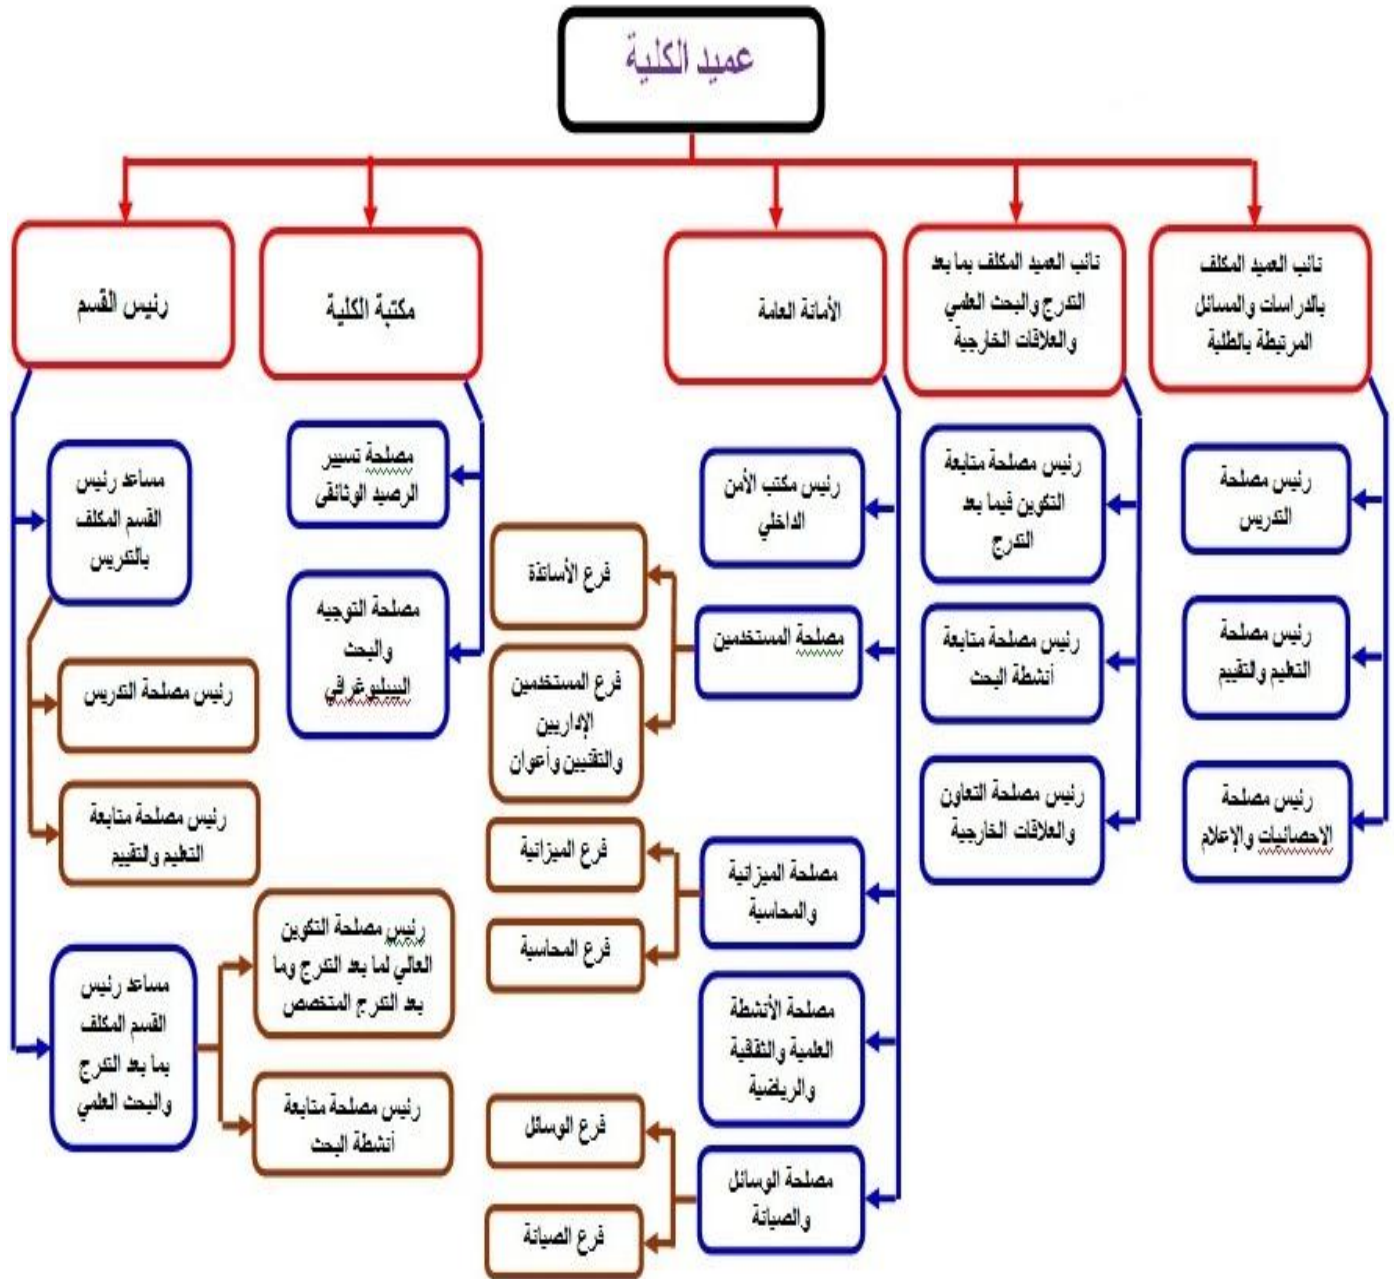 عميد الكلية
نائب العميد المكلف
بالدراسات والمسائل
المرتبطة بالطلبة
نائب العميد المكلف بما بعد
التدرج والبحث العلمي
والعلاقات الخارجية
الأمانة العامة
مكتبة الكلية
رئيس القسم
رئيس مصلحة
التدريس
رئيس مصلحة
التعليم والتقييم
رئيس مصلحة
الاحصائيات والإعلام
رئيس مصلحة متابعة
التكوين فيما بعد
التدرج
رئيس مصلحة متابعة
أنشطة البحث
رئيس مصلحة التعاون
والعلاقات الخارجية
رئيس مكتب الأمن
الداخلي
مصلحة المستخدمين
فرع الأساتذة
فرع المستخدمين
الإداريين
والتقنيين وأعوان
مصلحة الميزانية
والمحاسبة
فرع الميزانية
فرع المحاسبة
مصلحة الأنشطة
العلمية والثقافية
والرياضية
مصلحة الوسائل
والصيانة
فرع الوسائل
فرع الصيانة
مصلحة تسيير
الرصيد الوثائقي
مصلحة التوجيه
والبحث
البيبليوغرافي
مساعد رئيس
القسم المكلف
بالتدريس
رئيس مصلحة التدريس
رئيس مصلحة متابعة
التعليم والتقييم
مساعد رئيس
القسم المكلف
بما بعد التدرج
والبحث العلمي
رئيس مصلحة التكوين
العالي لما بعد التدرج وما
بعد التدرج المتخصص
رئيس مصلحة متابعة
أنشطة البحث